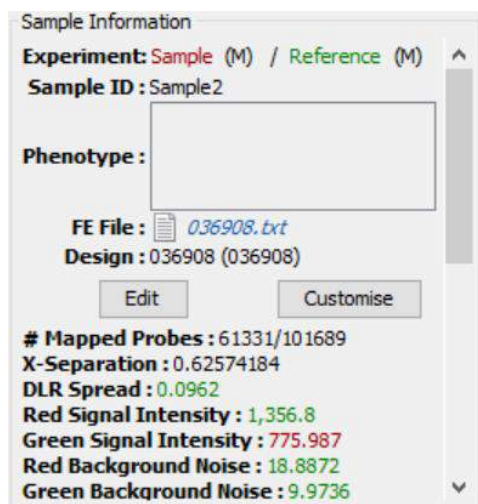 Sample Information
Experiment: Sample (M) / Reference (M)
Sample ID : Sample2
Phenotype :
FE File : 036908.txt
Design : 036908 (036908)
Edit Customise
# Mapped Probes : 61331/101689
X-Separation : 0.62574184
DLR Spread : 0.0962
Red Signal Intensity : 1,356.8
Green Signal Intensity : 775.987
Red Background Noise : 18.8872
Green Background Noise : 9.9736